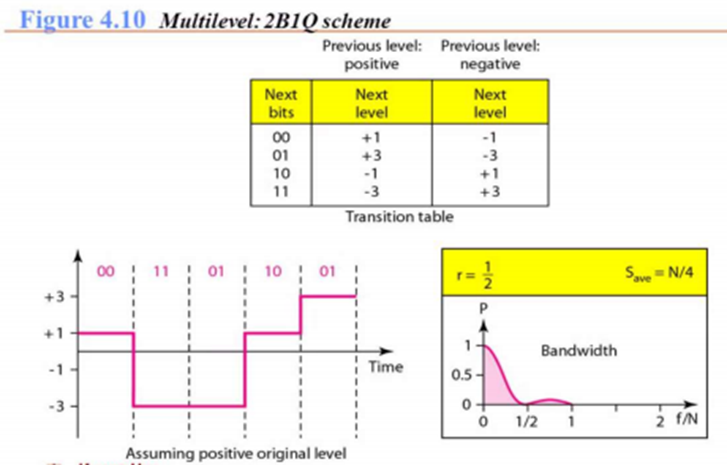 Figure 4.10 Multilevel: 2B1Q scheme
Previous level: Previous level:
positive negative
Next Next Next
bits level level
00 +1 -1
01 +3 -3
10 -1 +1
11 -3 +3
Transition table
00 11 01 10 01
+3
+1
-1
-3
Time
Assuming positive original level
r = 1/2 Save = N/4
P
1
Bandwidth
0.5
0
0 1/2 1 2 f/N